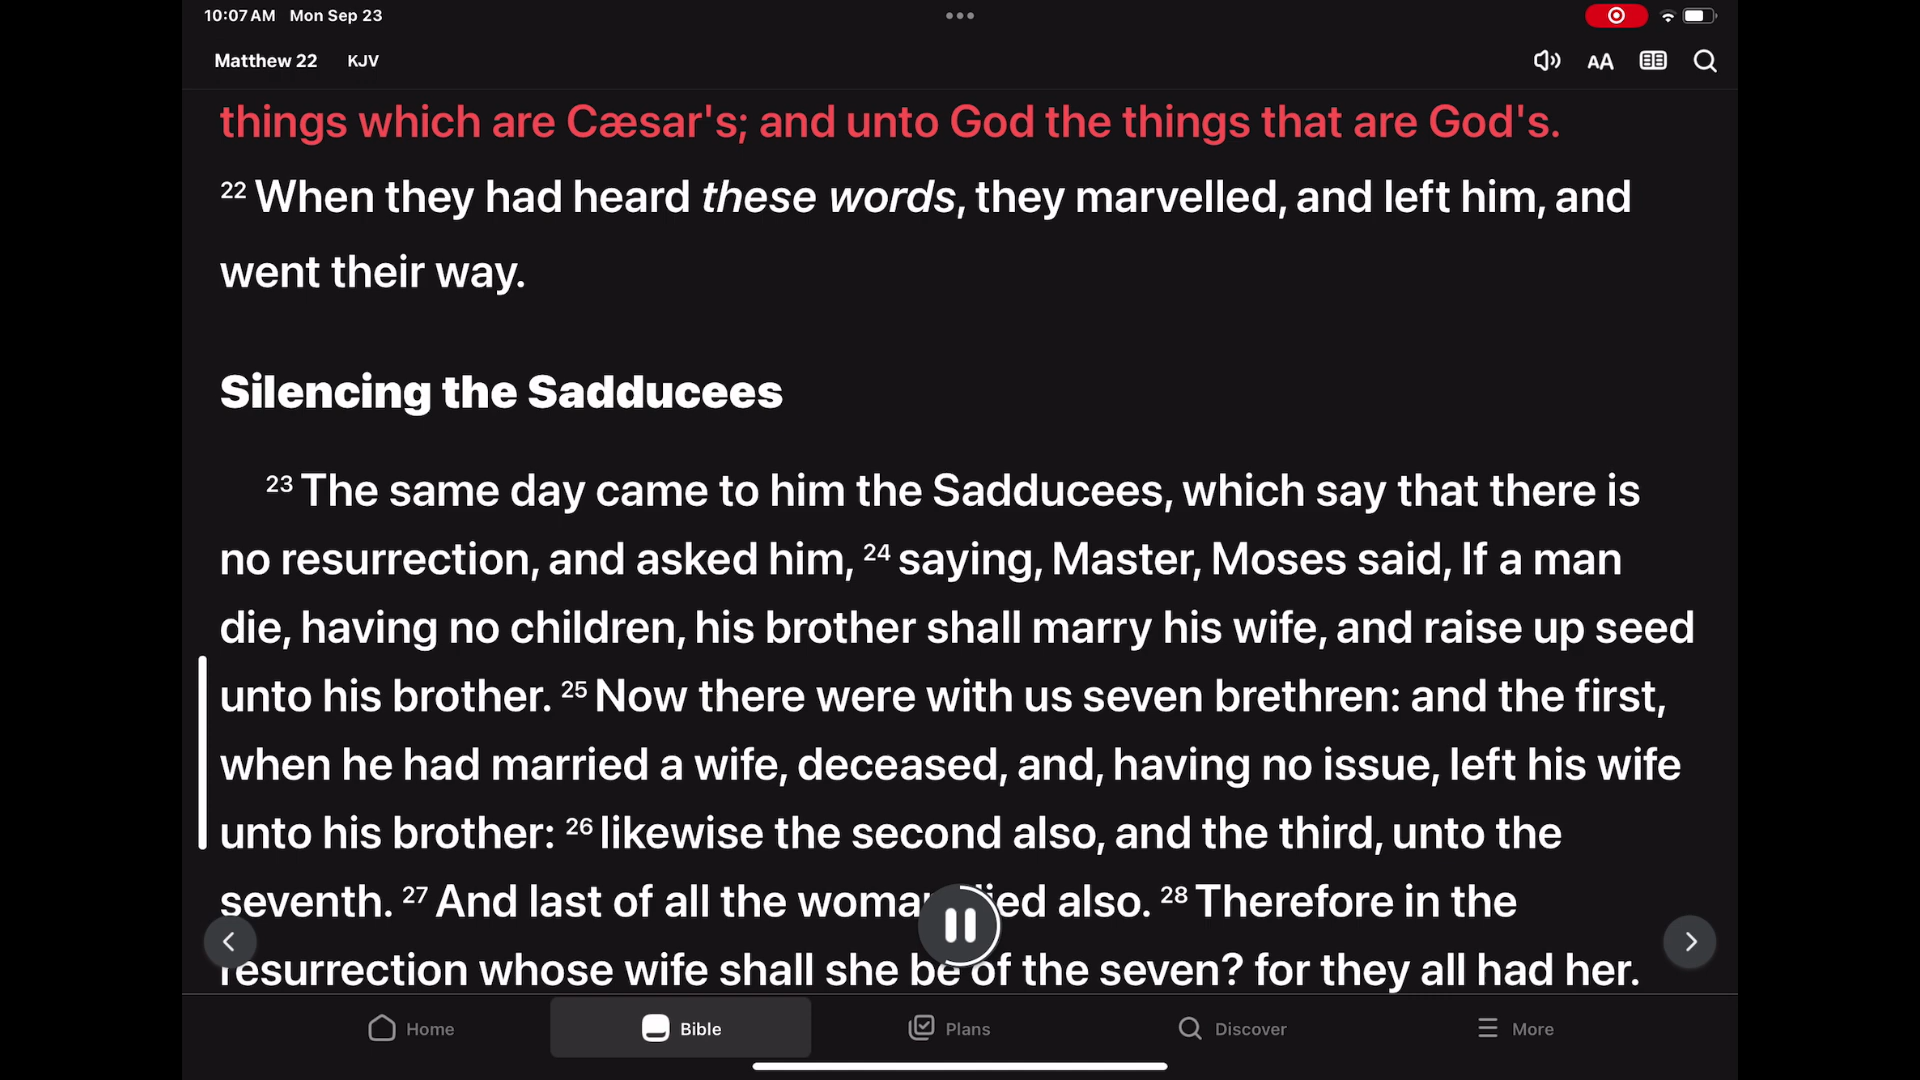 10:07 AM Mon Sep 23
Matthew 22 KJV
AA
things which are Cæsar's; and unto God the things that are God's.
22 When they had heard these words, they marvelled, and left him, and
went their way.
Silencing the Sadducees
23 The same day came to him the Sadducees, which say that there is
no resurrection, and asked him, 24 saying, Master, Moses said, If a man
die, having no children, his brother shall marry his wife, and raise up seed
unto his brother. 25 Now there were with us seven brethren: and the first,
when he had married a wife, deceased, and, having no issue, left his wife
unto his brother: 26 likewise the second also, and the third, unto the
seventh. 27 And last of all the woman died also. 28 Therefore in the
resurrection whose wife shall she be of the seven? for they all had her.
Home Bible Plans Discover More